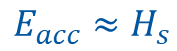 E_acc ≈ H_s